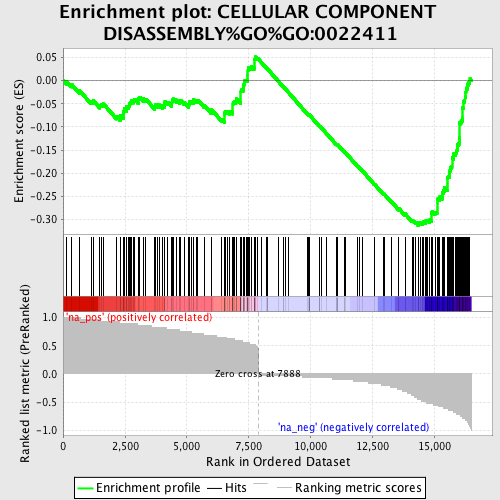 Enrichment plot: CELLULAR COMPONENT
DISASSEMBLY%GO%GO:0022411
Enrichment score (ES)
0.05
0.00
-0.05
-0.10
-0.15
-0.20
-0.25
-0.30
'na_pos' (positively correlated)
Ranked list metric (PreRanked)
1.0
0.5
0.0
-0.5
-1.0
Zero cross at 7888
'na_neg' (negatively correlated)
0
2,500
5,000
7,500
10,000
12,500
15,000
Rank in Ordered Dataset
Enrichment profile
Hits
Ranking metric scores